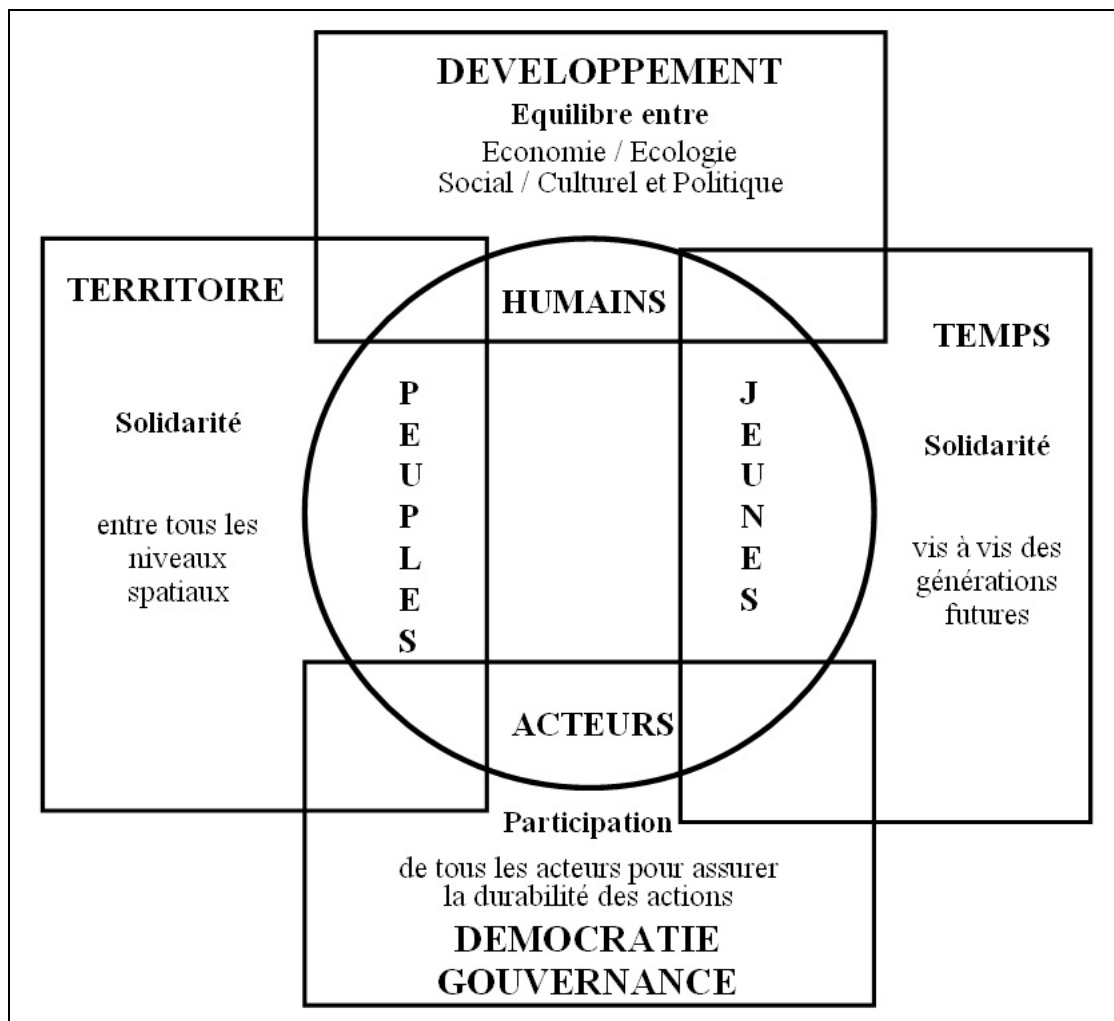 DEVELOPPEMENT
Equilibre entre
Economie / Ecologie
Social / Culturel et Politique
TERRITOIRE
HUMAINS
TEMPS
Solidarité
entre tous les
niveaux
spatiaux
PEUPLES
JEUNES
Solidarité
vis à vis des
générations
futures
ACTEURS
Participation
de tous les acteurs pour assurer
la durabilité des actions
DEMOCRATIE
GOUVERNANCE